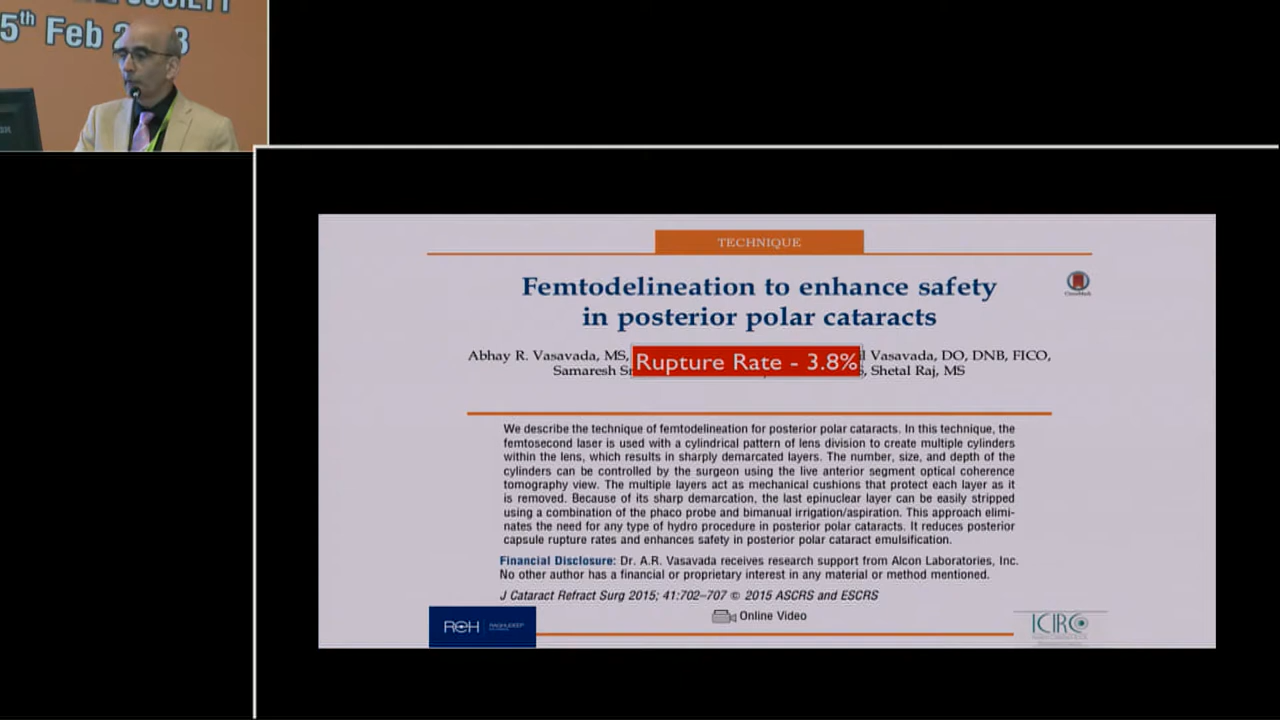 SOCIETY
5th Feb 2 8
TECHNIQUE
Femtodelineation to enhance safety
in posterior polar cataracts
Abhay R. Vasavada, MS, Vasavada, DO, DNB, FICO,
Rupture Rate - 3.8%
Samaresh Shetal Raj, MS
We describe the technique of femtodelineation for posterior polar cataracts. In this technique, the
femtosecond laser is used with a cylindrical pattern of lens division to create multiple cylinders
within the lens, which results in sharply demarcated layers. The number, size, and depth of the
cylinders can be controlled by the surgeon using the live anterior segment optical coherence
tomography view. The multiple layers act as mechanical cushions that protect each layer as it
is removed. Because of its sharp demarcation, the last epinuclear layer can be easily stripped
using a combination of the phaco probe and bimanual irrigation/aspiration. This approach elimi-
nates the need for any type of hydro procedure in posterior polar cataracts. It reduces posterior
capsule rupture rates and enhances safety in posterior polar cataract emulsification.
Financial Disclosure: Dr. A.R. Vasavada receives research support from Alcon Laboratories, Inc.
No other author has a financial or proprietary interest in any material or method mentioned.
J Cataract Refract Surg 2015; 41:702–707 © 2015 ASCRS and ESCRS
Online Video
REH RAGHUDEEP
ICIRC